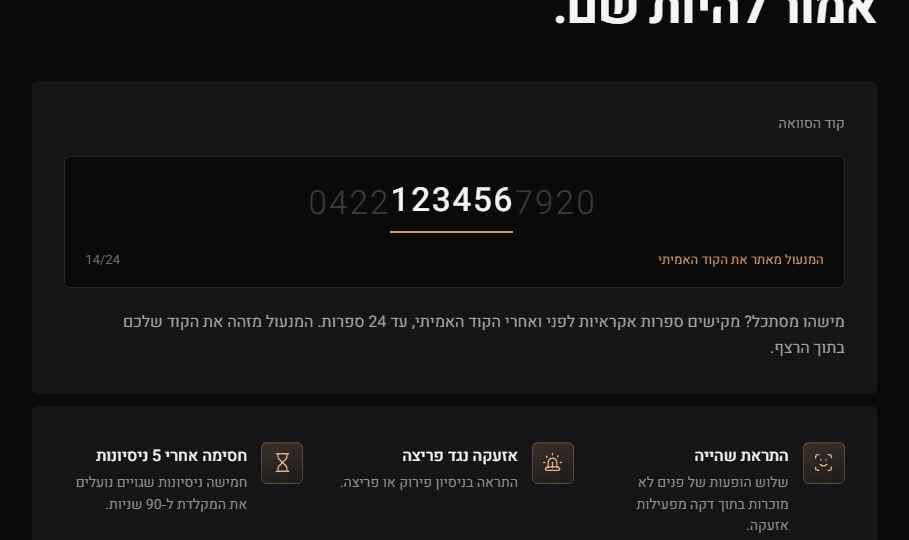 אמור להיות שם.
קוד הסוואה
04221234567920
המנעול מאתר את הקוד האמיתי
14/24
מישהו מסתכל? מקישים ספרות אקראיות לפני ואחרי הקוד האמיתי, עד 24 ספרות. המנעול מזהה את הקוד שלכם
בתוך הרצף.
התראת שהייה
שלוש הופעות של פנים לא
מוכרות בתוך דקה מפעילות
אזעקה.
אזעקה נגד פריצה
התראה בניסיון פירוק או פריצה.
חסימה אחרי 5 ניסיונות
חמישה ניסיונות שגויים נועלים
את המקלדת ל-90 שניות.